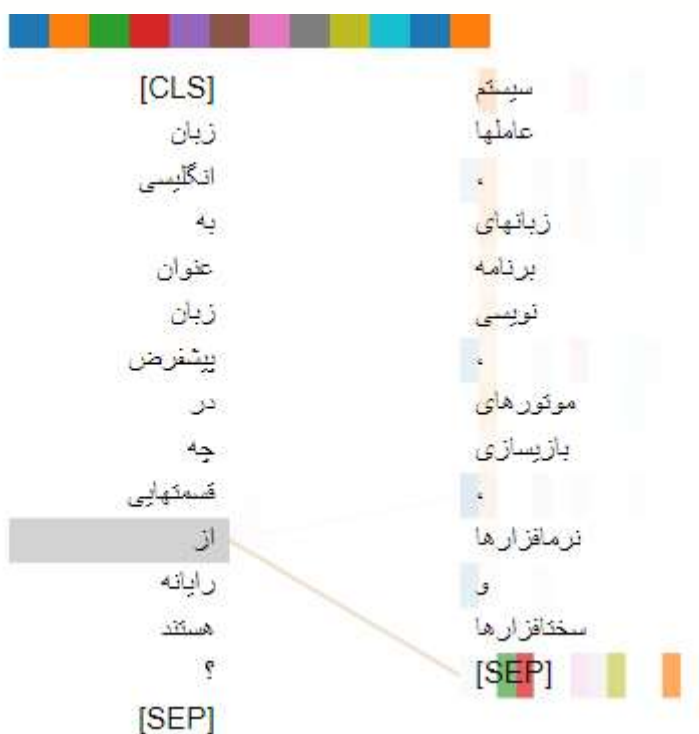 [CLS]
زبان
انگلیسی
به
عنوان
زبان
پیشفرض
در
چه
قسمتهایی
از
رایانه
هستند
؟
[SEP]
سیستم
عاملها
،
زبانهای
برنامه
نویسی
،
موتورهای
بازیسازی
،
نرمافزارها
و
سختافزارها
[SEP]